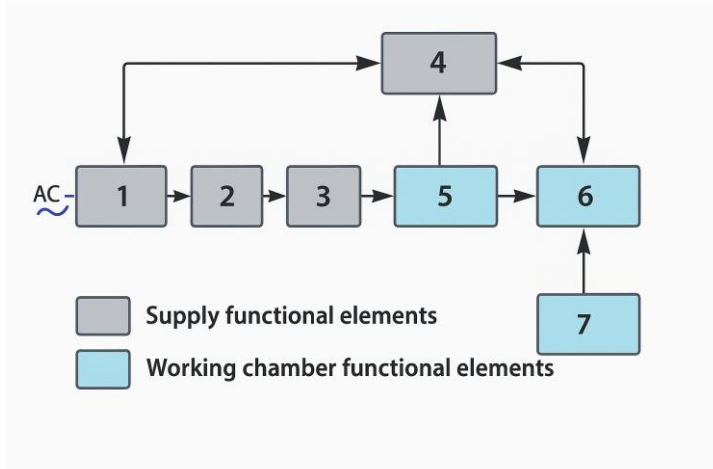 4
AC 1 2 3 5 6
Supply functional elements
7
Working chamber functional elements